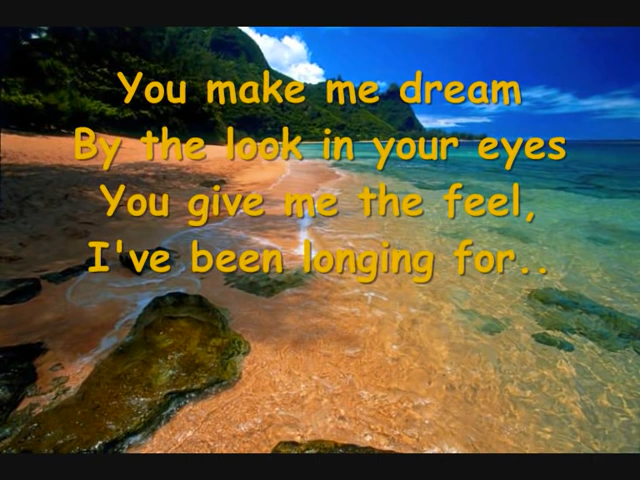 You make me dream
By the look in your eyes
You give me the feel,
I've been longing for..